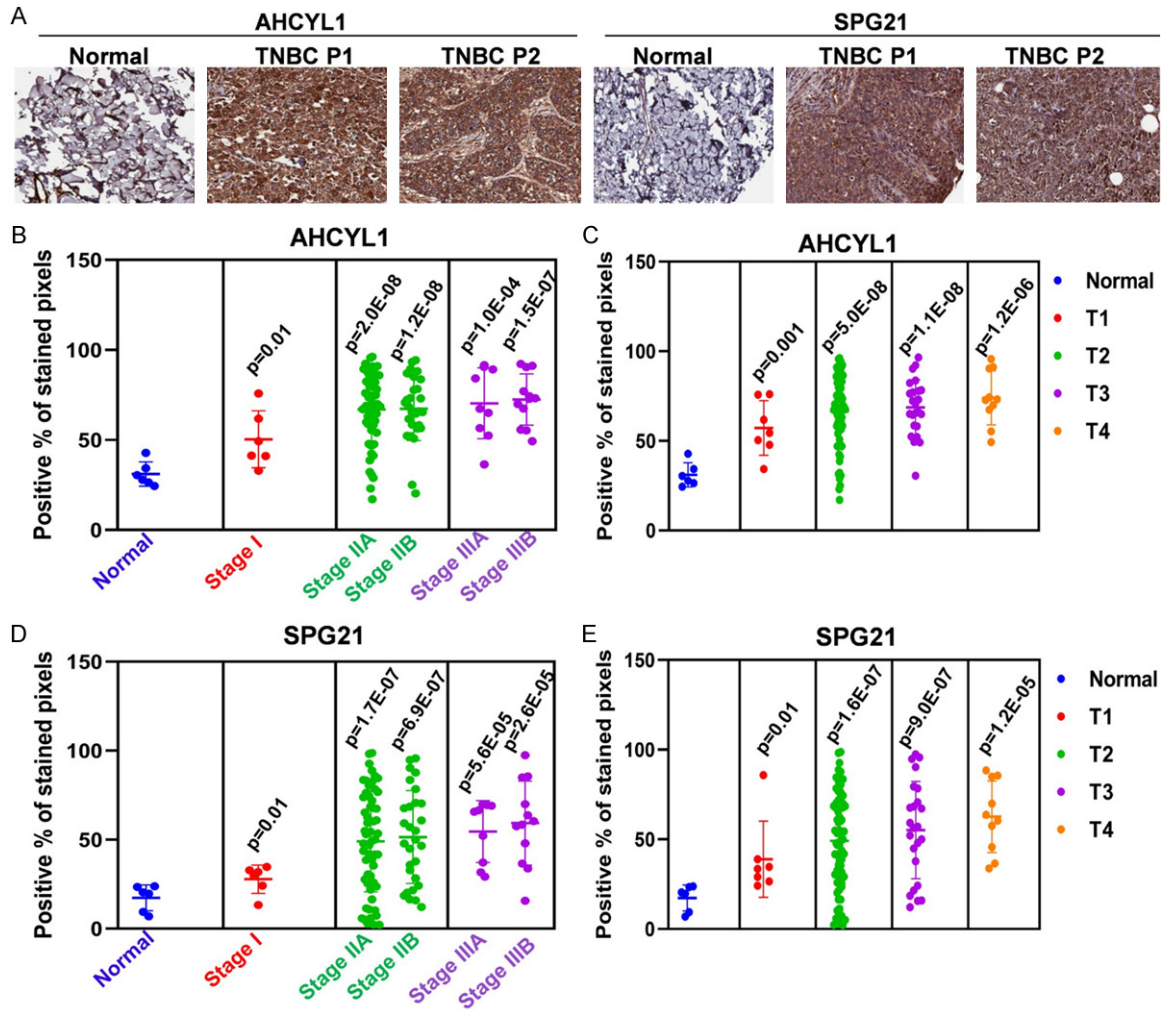 A
AHCYL1
SPG21
Normal
TNBC P1
TNBC P2
Normal
TNBC P1
TNBC P2
B
AHCYL1
Positive % of stained pixels
150
100
50
0
p=0.01
p=2.0E-08
p=1.2E-08
p=1.0E-04
p=1.5E-07
Normal
Stage I
Stage IIA
Stage IIB
Stage IIIA
Stage IIIB
C
AHCYL1
Positive % of stained pixels
150
100
50
0
p=0.001
p=5.0E-08
p=1.1E-08
p=1.2E-06
Normal
T1
T2
T3
T4
D
SPG21
Positive % of stained pixels
150
100
50
0
p=0.01
p=1.7E-07
p=6.9E-07
p=5.6E-05
p=2.6E-05
Normal
Stage I
Stage IIA
Stage IIB
Stage IIIA
Stage IIIB
E
SPG21
Positive % of stained pixels
150
100
50
0
p=0.01
p=1.6E-07
p=9.0E-07
p=1.2E-05
Normal
T1
T2
T3
T4